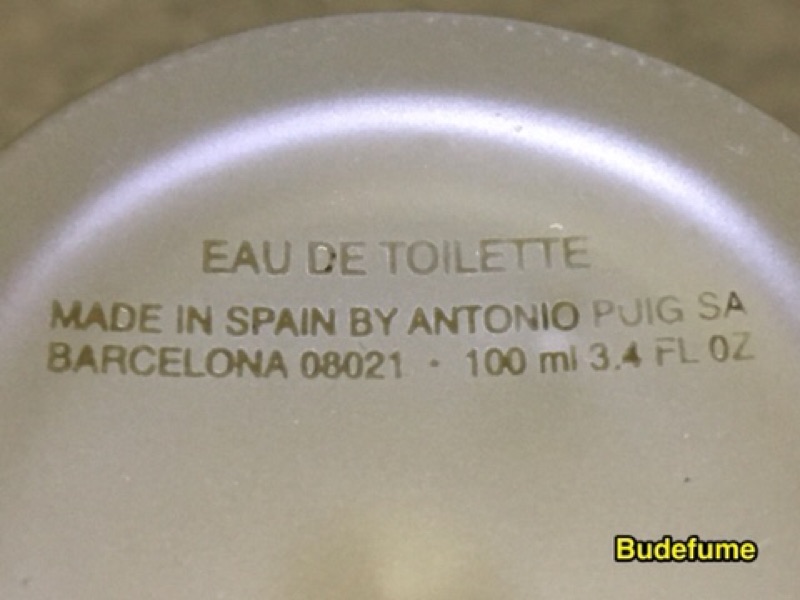 EAU DE TOILETTE
MADE IN SPAIN BY ANTONIO PUIG SA
BARCELONA 08021 · 100 ml 3.4 FL OZ
Budefume